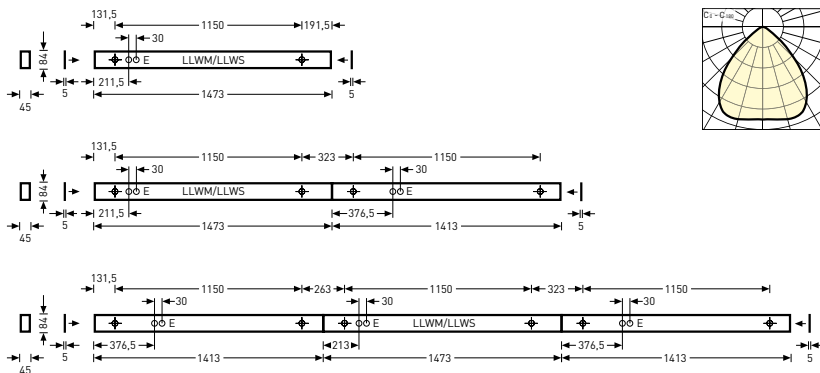 131,5 1150 191,5
30
84 E LLWM/LLWS
5 211,5 5
45 1473
C0 - C180
131,5 1150 323 1150
30 30
84 E LLWM/LLWS E
5 211,5 376,5 5
45 1473 1413
131,5 1150 263 1150 323 1150
30 30 30
84 E E LLWM/LLWS E
5 376,5 213 376,5 5
45 1413 1473 1413